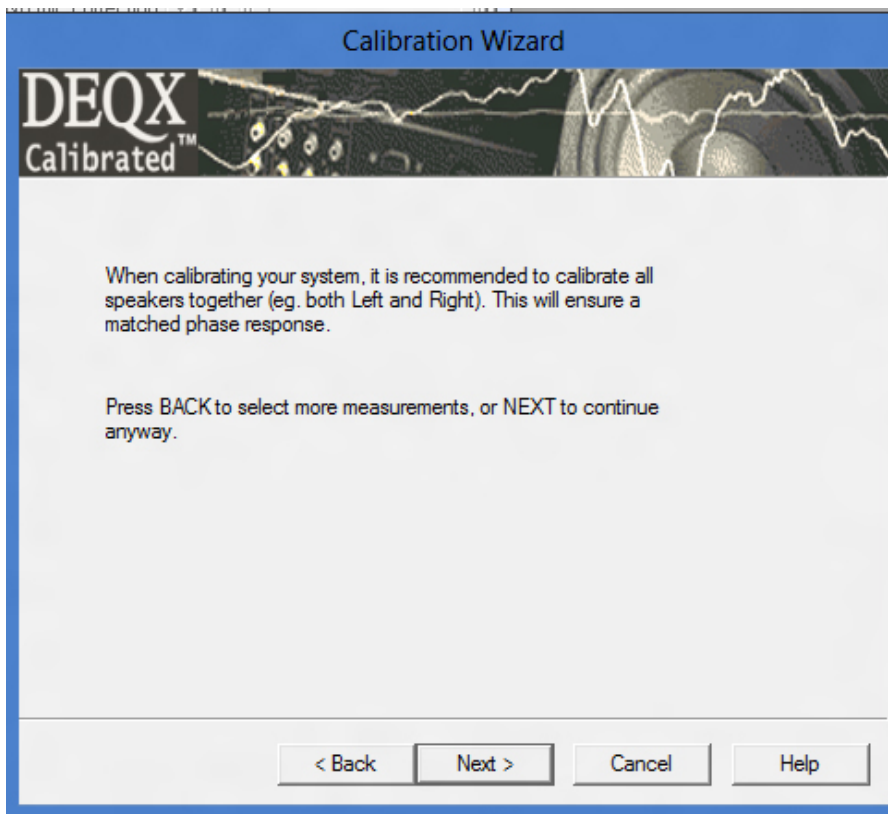 Calibration Wizard
DEQX
Calibrated™
When calibrating your system, it is recommended to calibrate all
speakers together (eg. both Left and Right). This will ensure a
matched phase response.
Press BACK to select more measurements, or NEXT to continue
anyway.
< Back
Next >
Cancel
Help